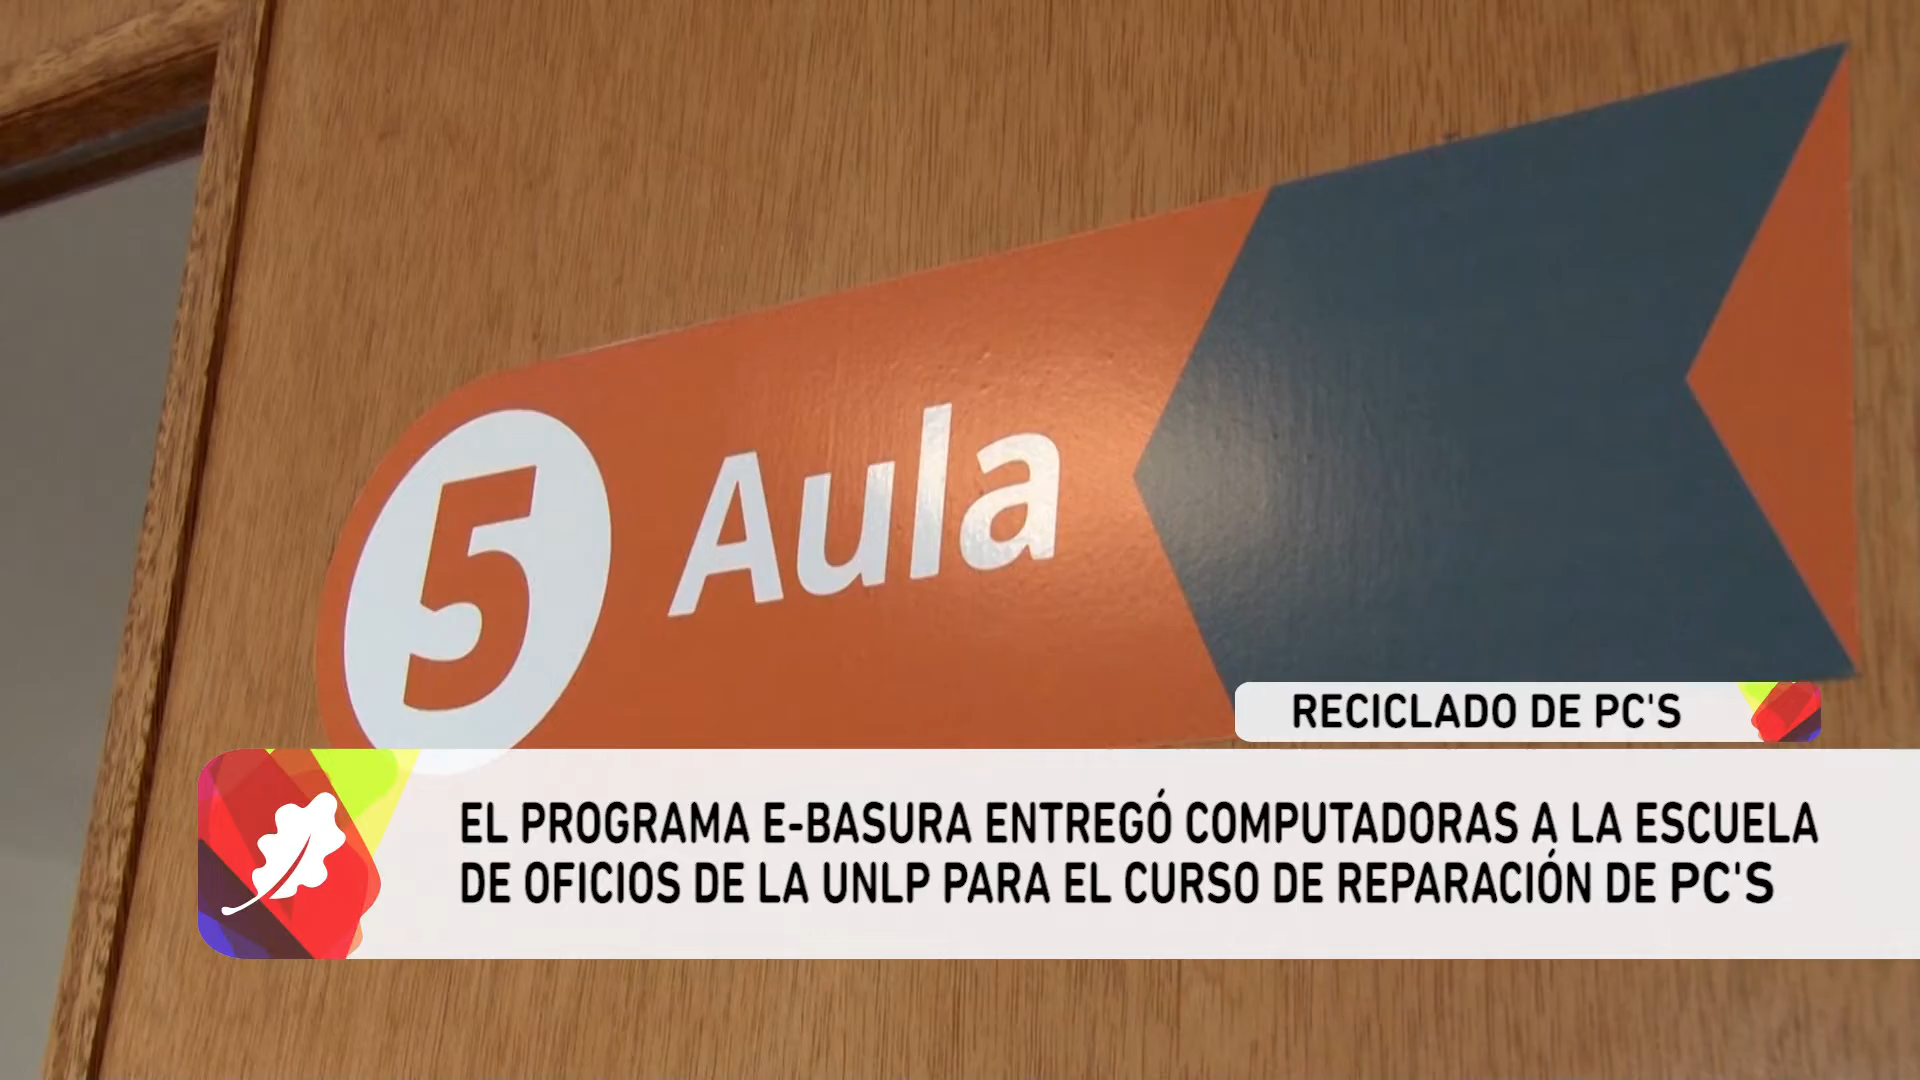 5 Aula
RECICLADO DE PC'S
EL PROGRAMA E-BASURA ENTREGÓ COMPUTADORAS A LA ESCUELA
DE OFICIOS DE LA UNLP PARA EL CURSO DE REPARACIÓN DE PC'S